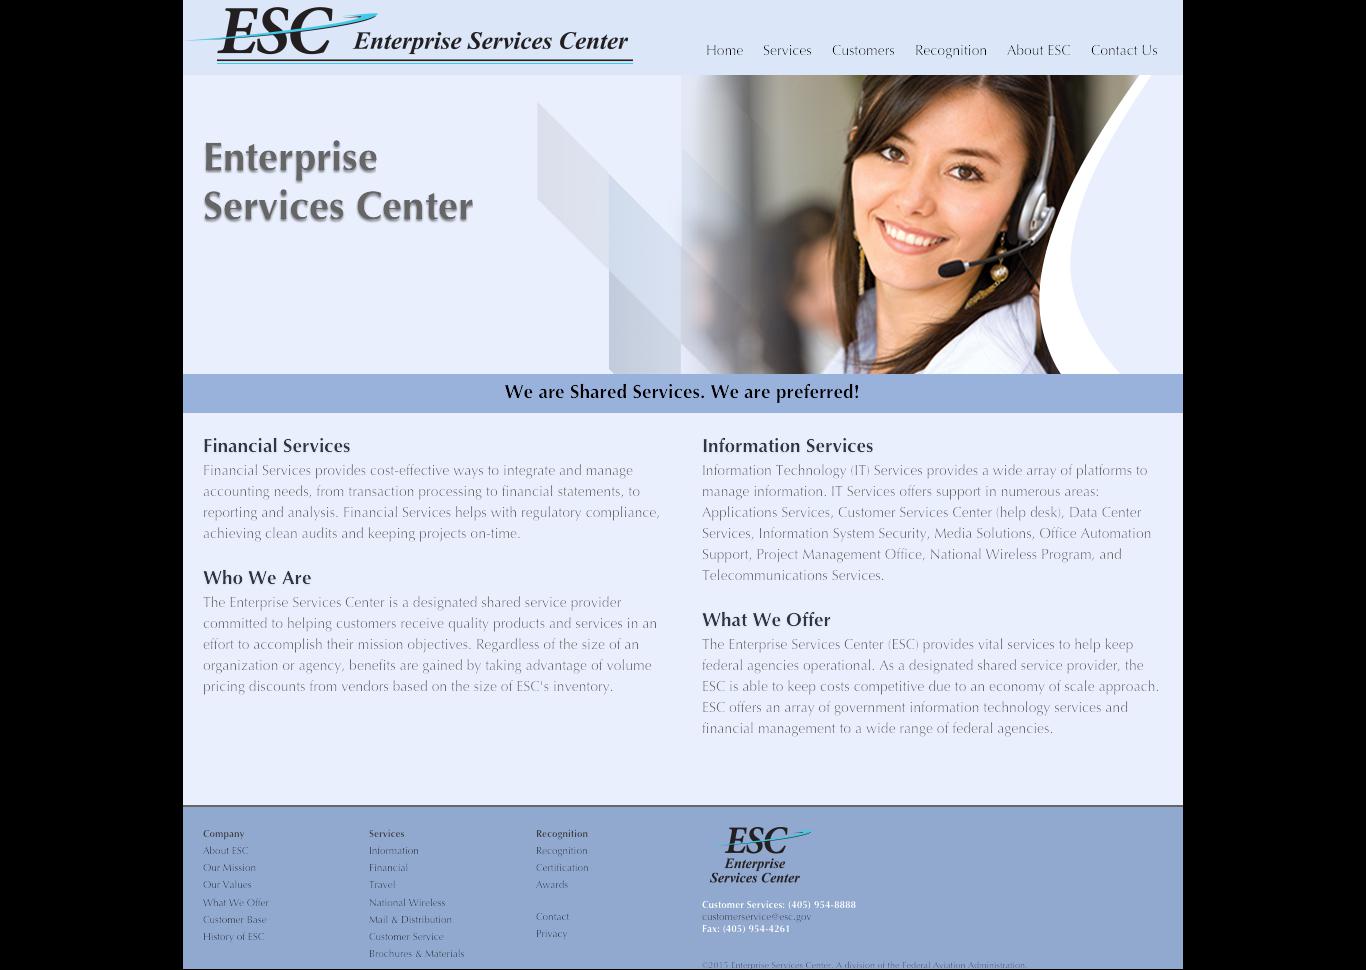 ESC Enterprise Services Center
Home Services Customers Recognition About ESC Contact Us
Enterprise
Services Center
We are Shared Services. We are preferred!
Financial Services
Financial Services provides cost-effective ways to integrate and manage
accounting needs, from transaction processing to financial statements, to
reporting and analysis. Financial Services helps with regulatory compliance,
achieving clean audits and keeping projects on-time.
Who We Are
The Enterprise Services Center is a designated shared service provider
committed to helping customers receive quality products and services in an
effort to accomplish their mission objectives. Regardless of the size of an
organization or agency, benefits are gained by taking advantage of volume
pricing discounts from vendors based on the size of ESC's inventory.
Information Services
Information Technology (IT) Services provides a wide array of platforms to
manage information. IT Services offers support in numerous areas:
Applications Services, Customer Services Center (help desk), Data Center
Services, Information System Security, Media Solutions, Office Automation
Support, Project Management Office, National Wireless Program, and
Telecommunications Services.
What We Offer
The Enterprise Services Center (ESC) provides vital services to help keep
federal agencies operational. As a designated shared service provider, the
ESC is able to keep costs competitive due to an economy of scale approach.
ESC offers an array of government information technology services and
financial management to a wide range of federal agencies.
Company
About ESC
Our Mission
Our Values
What We Offer
Customer Base
History of ESC
Services
Information
Financial
Travel
National Wireless
Mail & Distribution
Customer Service
Brochures & Materials
Recognition
Recognition
Certification
Awards
Contact
Privacy
ESC
Enterprise
Services Center
Customer Services: (405) 954-8888
customerservice@esc.gov
Fax: (405) 954-4261
©2015 Enterprise Services Center. A division of the Federal Aviation Administration.